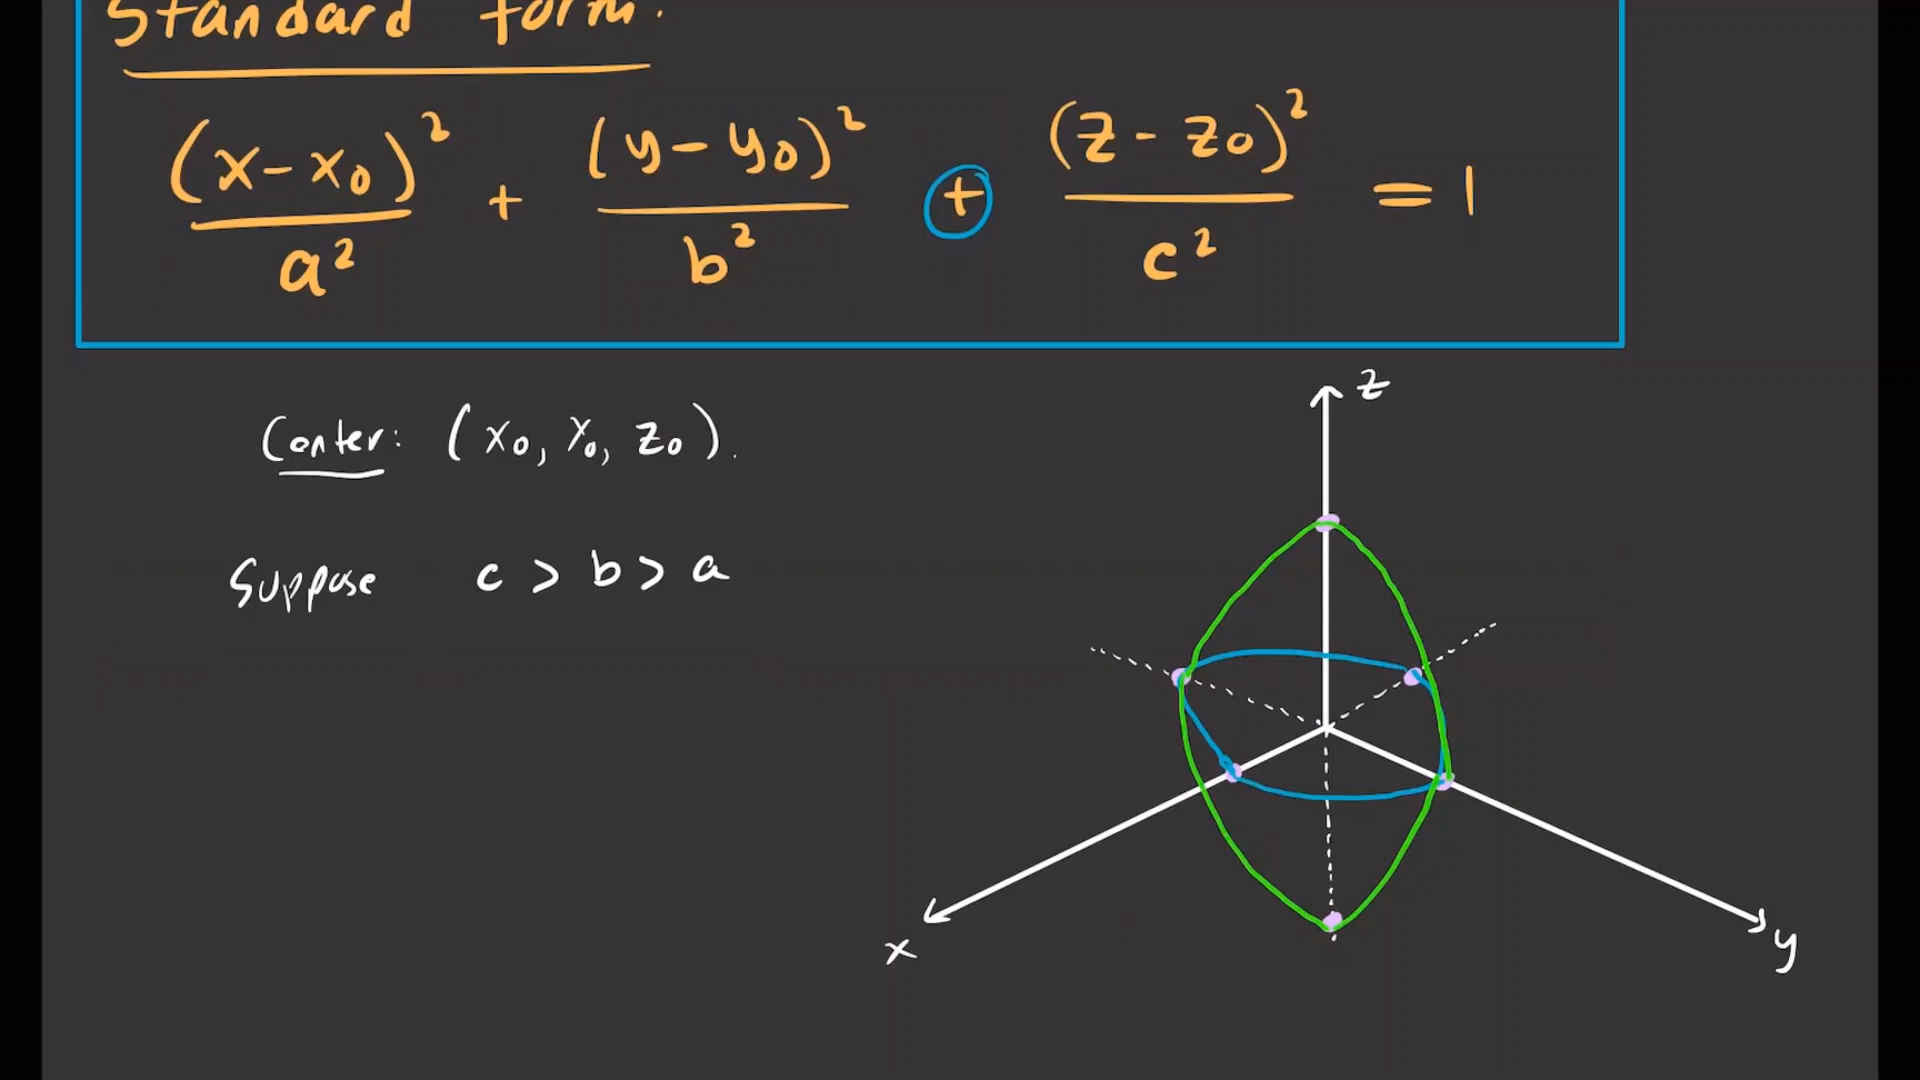 Standard form:
(x-x₀)²/a² + (y-y₀)²/b² + (z-z₀)²/c² = 1
Center: (x₀, y₀, z₀).
Suppose c > b > a
z
x
y